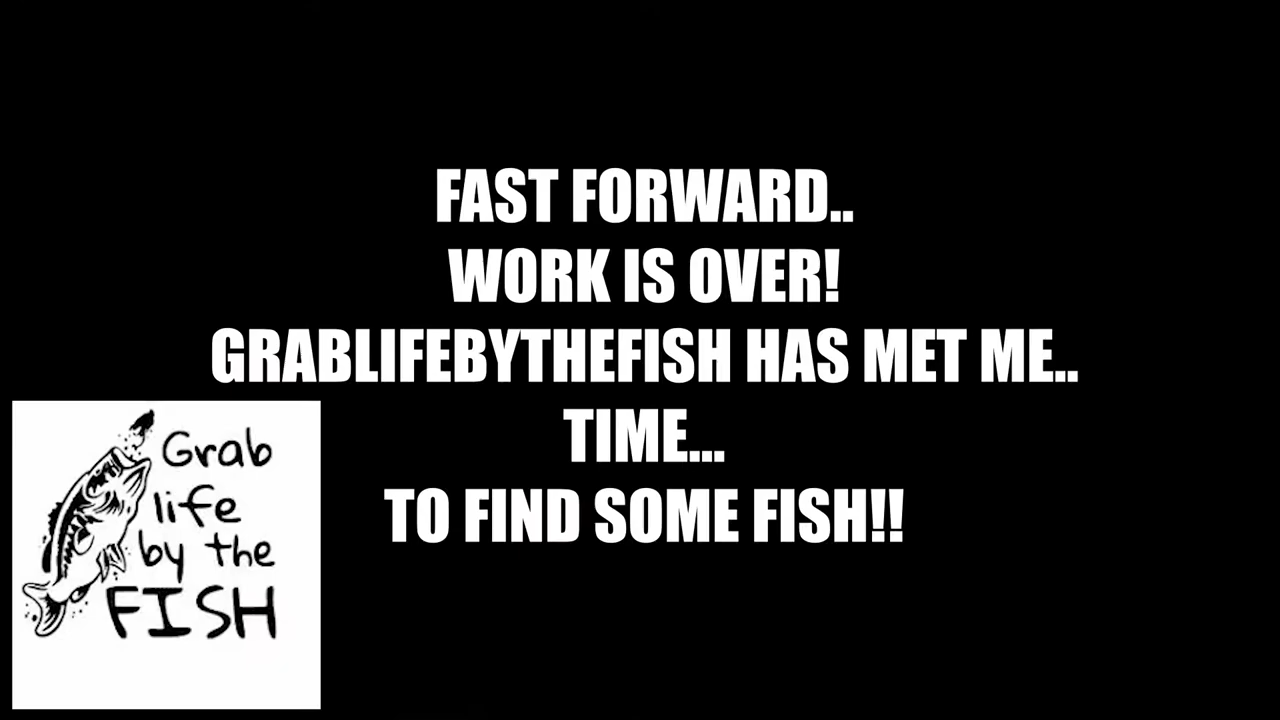 FAST FORWARD..
WORK IS OVER!
GRABLIFEBYTHEFISH HAS MET ME..
TIME...
TO FIND SOME FISH!!
Grab
life
by the
FISH